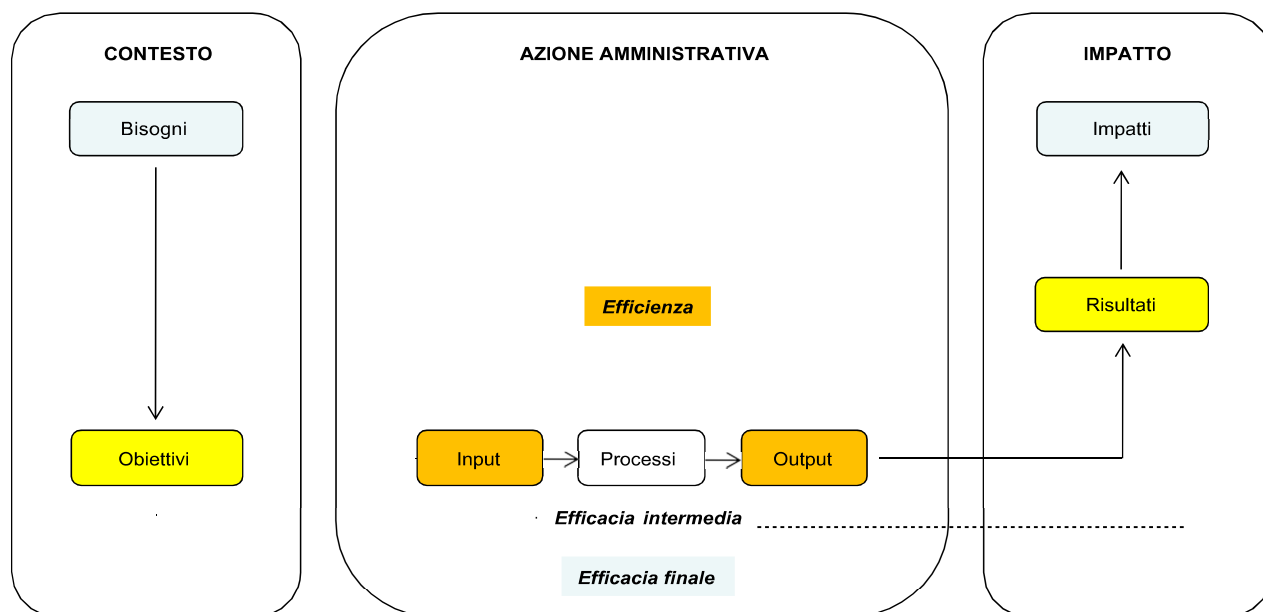 CONTESTO
AZIONE AMMINISTRATIVA
IMPATTO
Bisogni
Impatti
Efficienza
Risultati
Obiettivi
Input
Processi
Output
Efficacia intermedia
Efficacia finale